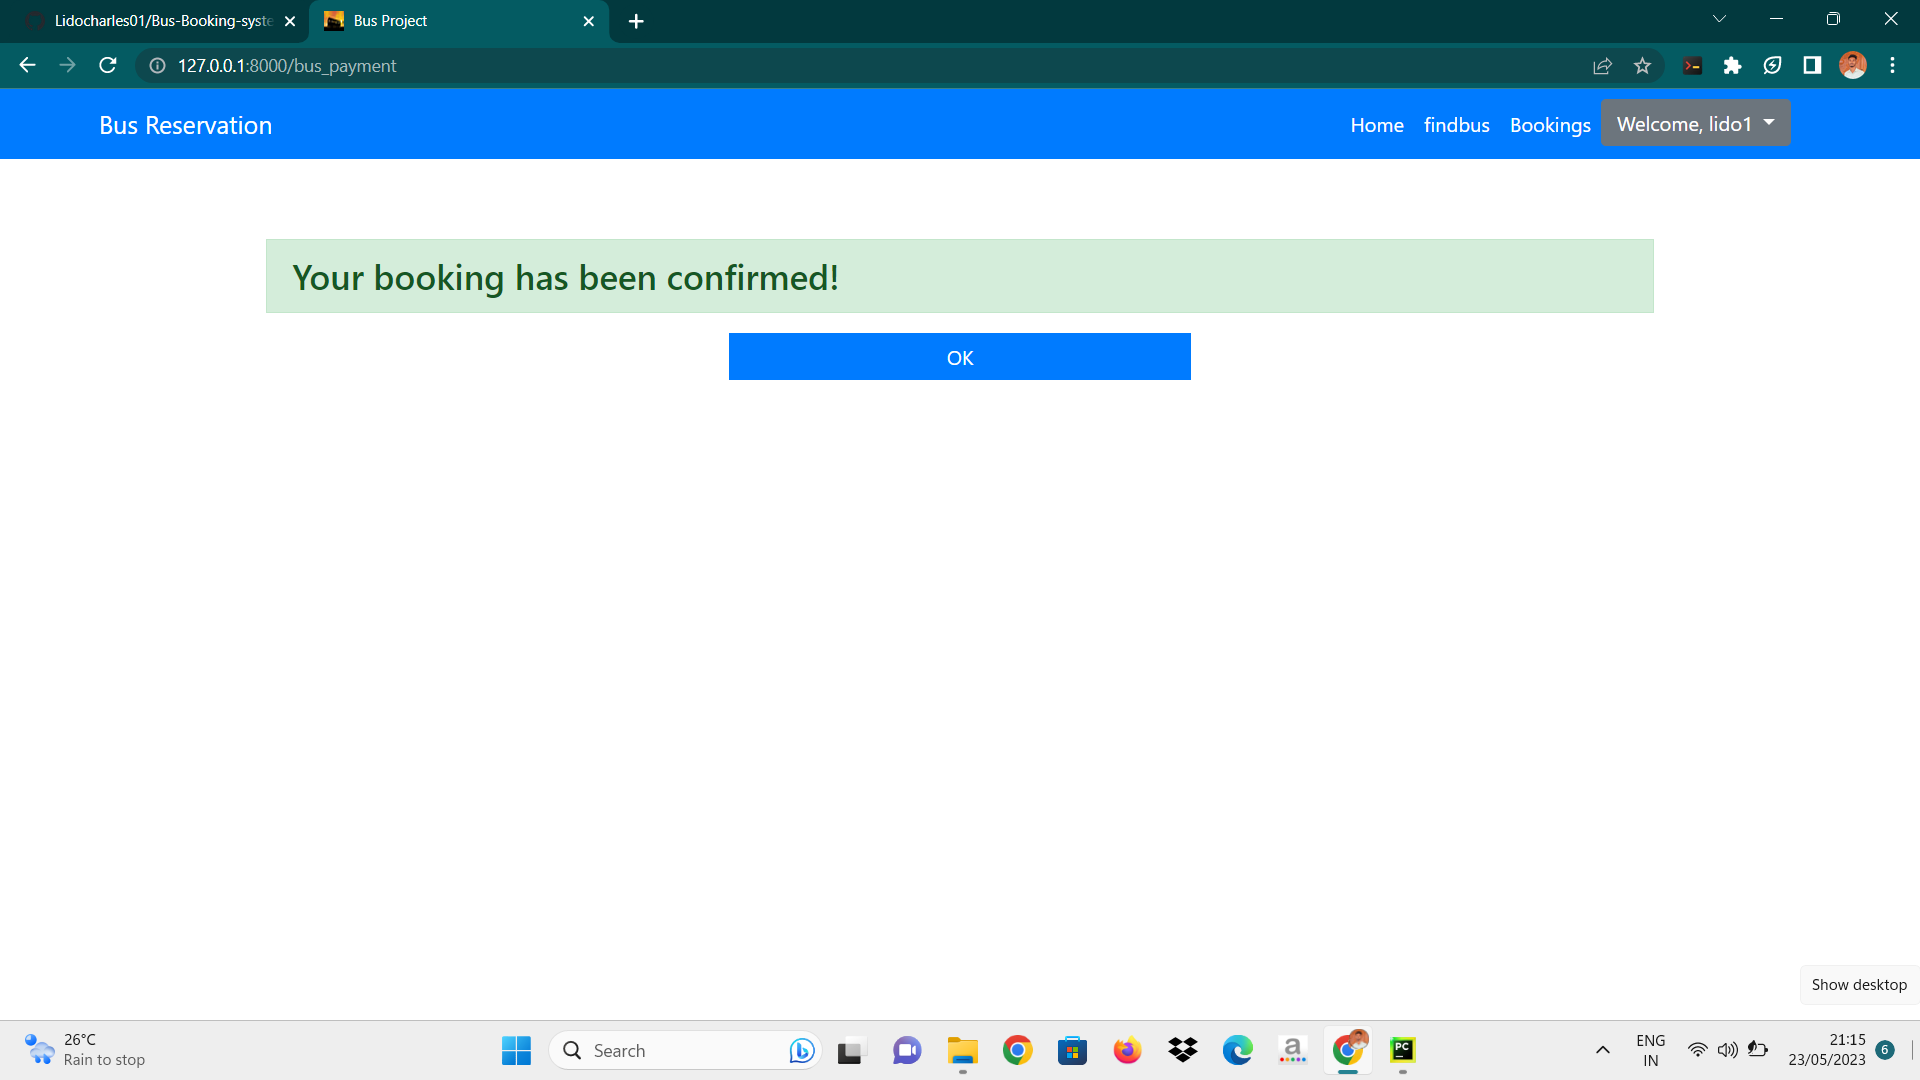 Lidocharles01/Bus-Booking-syste
Bus Project
127.0.0.1:8000/bus_payment
Bus Reservation
Home
findbus
Bookings
Welcome, lido1
Your booking has been confirmed!
OK
Show desktop
26°C
Rain to stop
Search
a
PC
ENG
IN
21:15
23/05/2023
6